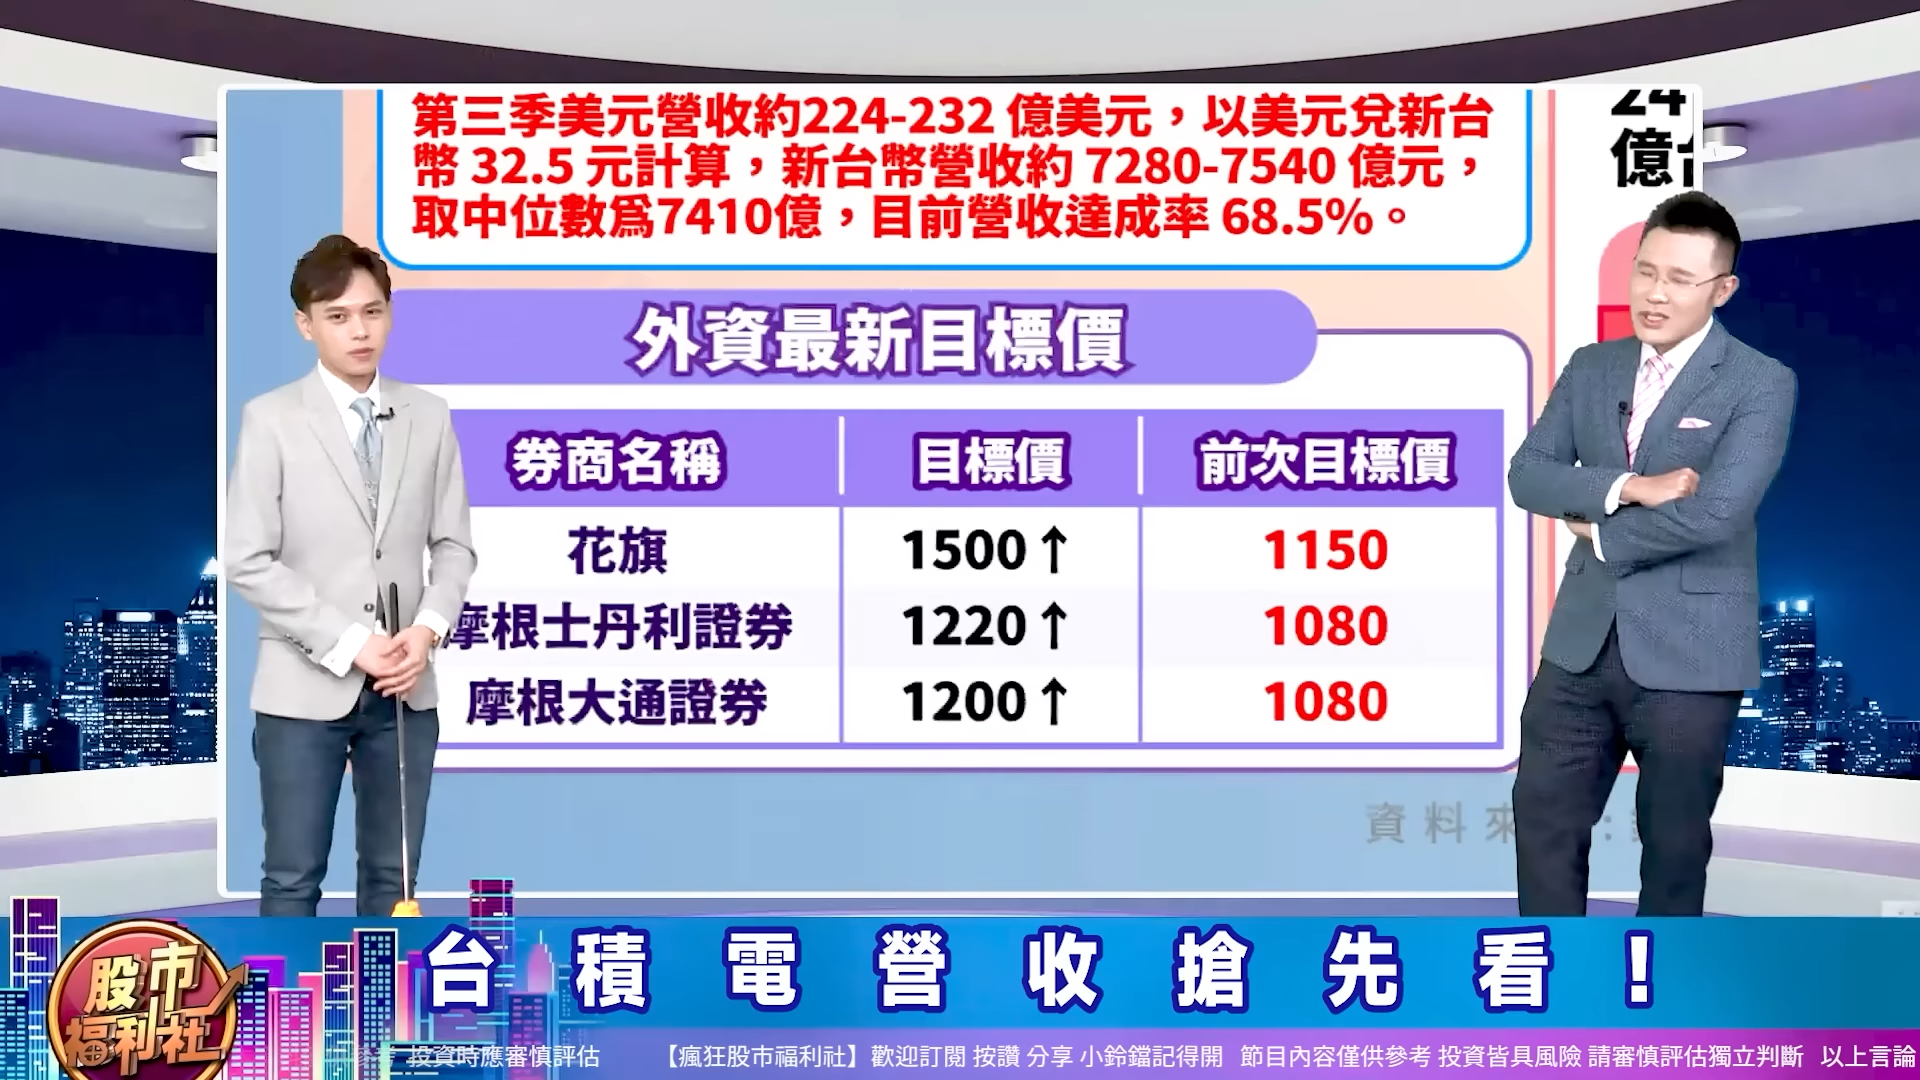 第三季美元營收約224-232 億美元，以美元兌新台
幣 32.5 元計算，新台幣營收約 7280-7540 億元，
取中位數爲7410億，目前營收達成率 68.5%。
24
億
外資最新目標價
券商名稱 目標價 前次目標價
花旗 1500↑ 1150
摩根士丹利證券 1220↑ 1080
摩根大通證券 1200↑ 1080
資料來 :
台積電營收搶先看！
股市
福利社
參考 投資時應審慎評估 【瘋狂股市福利社】歡迎訂閱 按讚 分享 小鈴鐺記得開 節目內容僅供參考 投資皆具風險 請審慎評估獨立判斷 以上言論